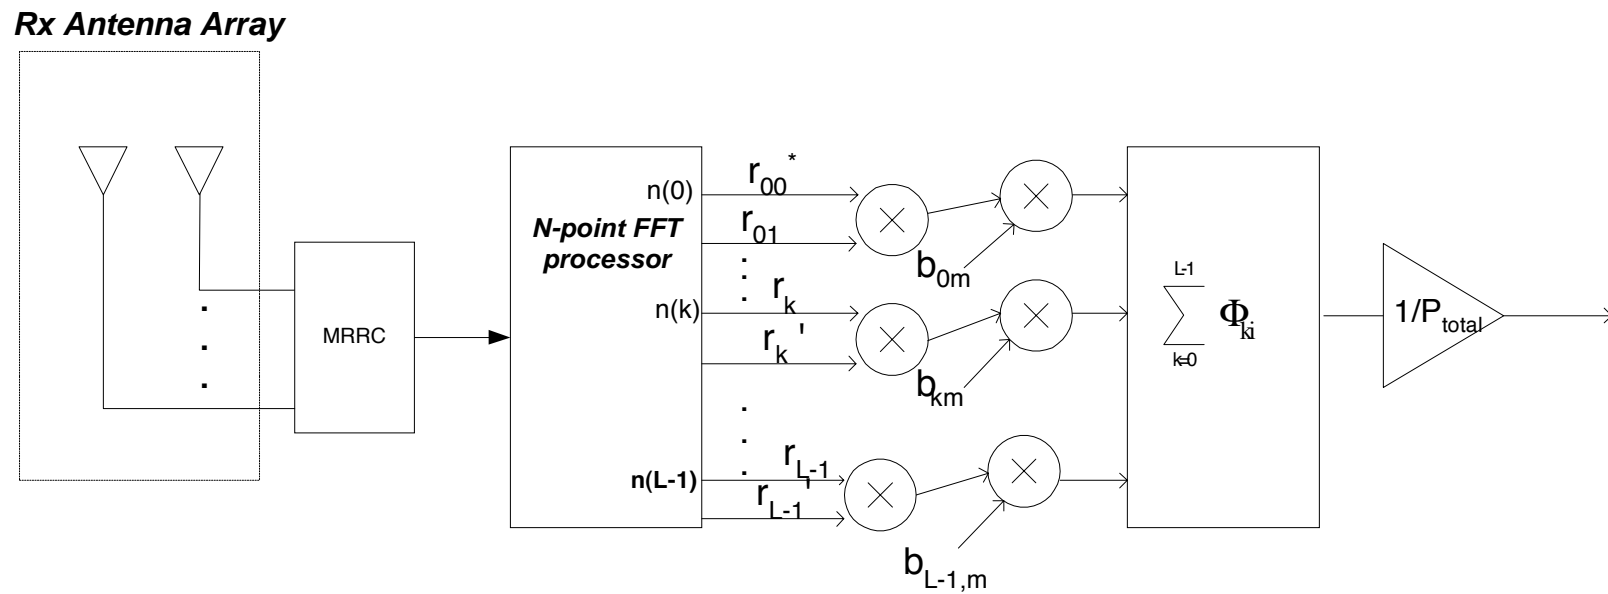 Rx Antenna Array
MRRC
N-point FFT
processor
n(0)
n(k)
n(L-1)
r00*
r01
rk
rk'
rL-1
rL-1'
b0m
bkm
bL-1,m
L-1
∑ Φki
k=0
1/Ptotal